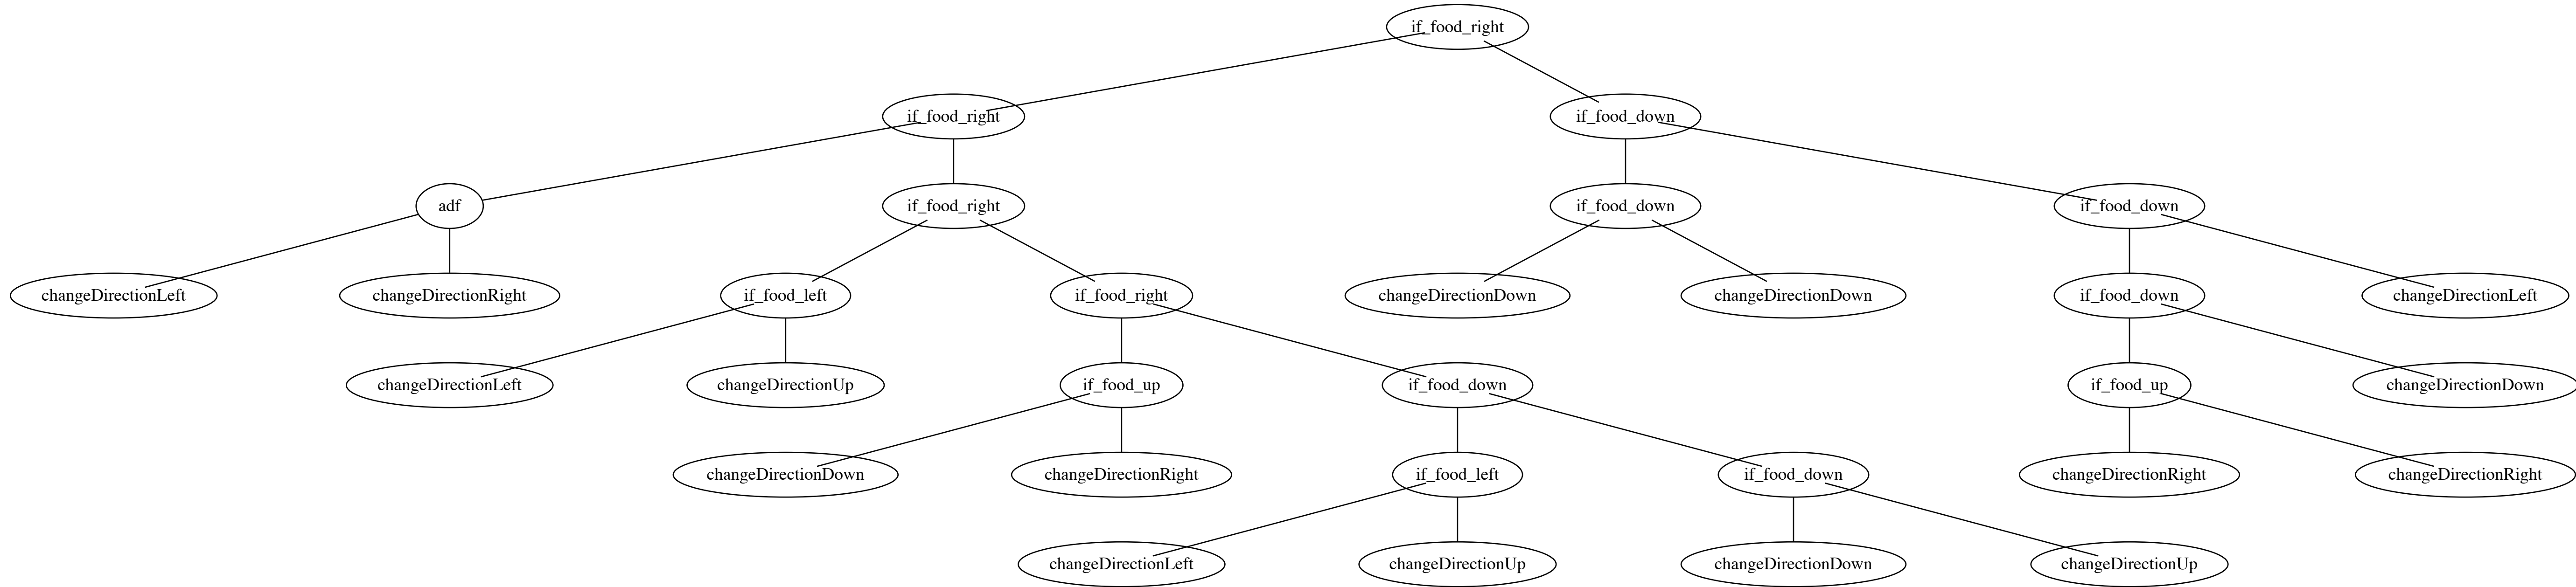 if_food_right
if_food_right
if_food_down
adf
if_food_right
if_food_down
if_food_down
changeDirectionLeft
changeDirectionRight
if_food_left
if_food_right
changeDirectionDown
changeDirectionDown
if_food_down
changeDirectionLeft
changeDirectionLeft
changeDirectionUp
if_food_up
if_food_down
if_food_up
changeDirectionDown
changeDirectionDown
changeDirectionRight
if_food_left
if_food_down
changeDirectionRight
changeDirectionRight
changeDirectionLeft
changeDirectionUp
changeDirectionDown
changeDirectionUp